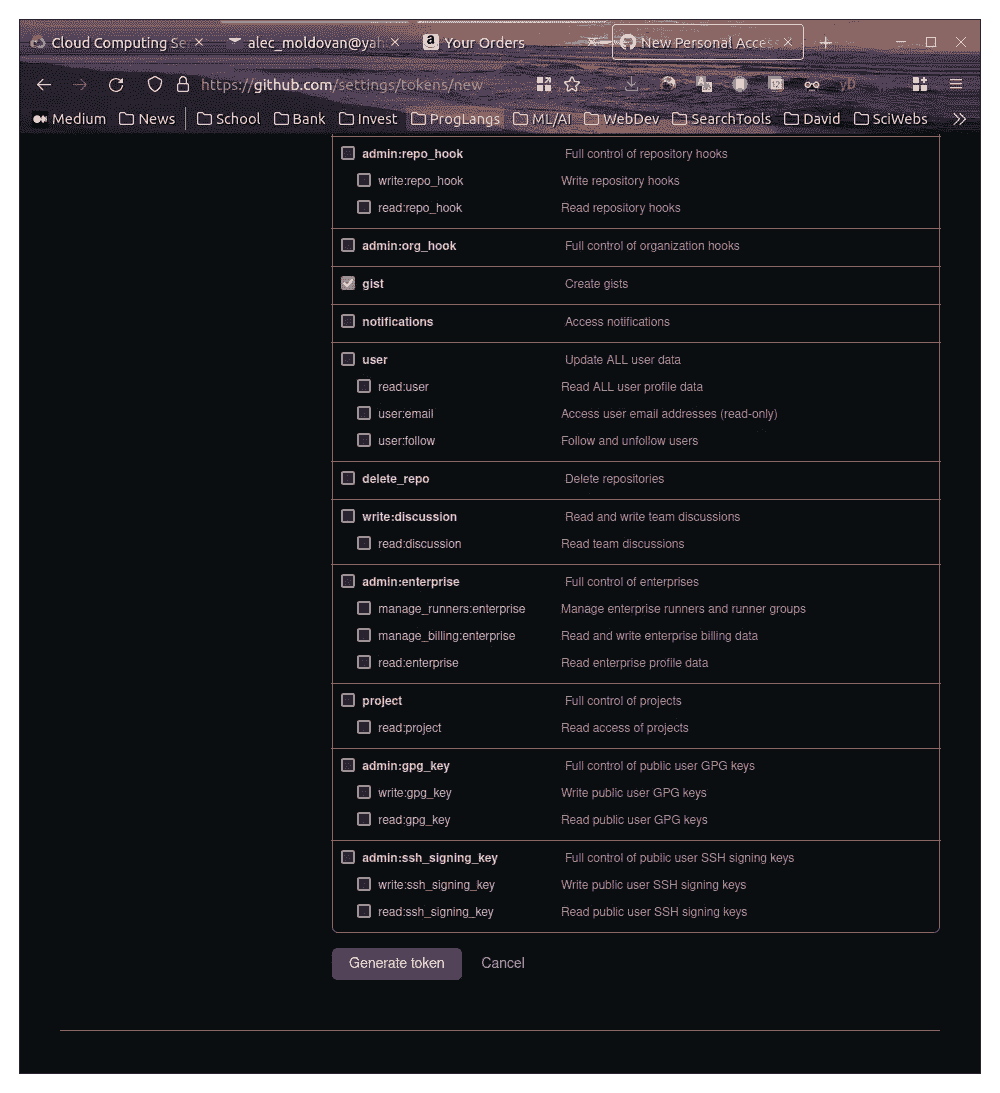 Cloud Computing Se
alec_moldovan@yah
Your Orders
New Personal Access
https://github.com/settings/tokens/new
Medium News School Bank Invest ProgLangs ML/AI WebDev SearchTools David SciWebs
admin:repo_hook Full control of repository hooks
write:repo_hook Write repository hooks
read:repo_hook Read repository hooks
admin:org_hook Full control of organization hooks
gist Create gists
notifications Access notifications
user Update ALL user data
read:user Read ALL user profile data
user:email Access user email addresses (read-only)
user:follow Follow and unfollow users
delete_repo Delete repositories
write:discussion Read and write team discussions
read:discussion Read team discussions
admin:enterprise Full control of enterprises
manage_runners:enterprise Manage enterprise runners and runner groups
manage_billing:enterprise Read and write enterprise billing data
read:enterprise Read enterprise profile data
project Full control of projects
read:project Read access of projects
admin:gpg_key Full control of public user GPG keys
write:gpg_key Write public user GPG keys
read:gpg_key Read public user GPG keys
admin:ssh_signing_key Full control of public user SSH signing keys
write:ssh_signing_key Write public user SSH signing keys
read:ssh_signing_key Read public user SSH signing keys
Generate token Cancel